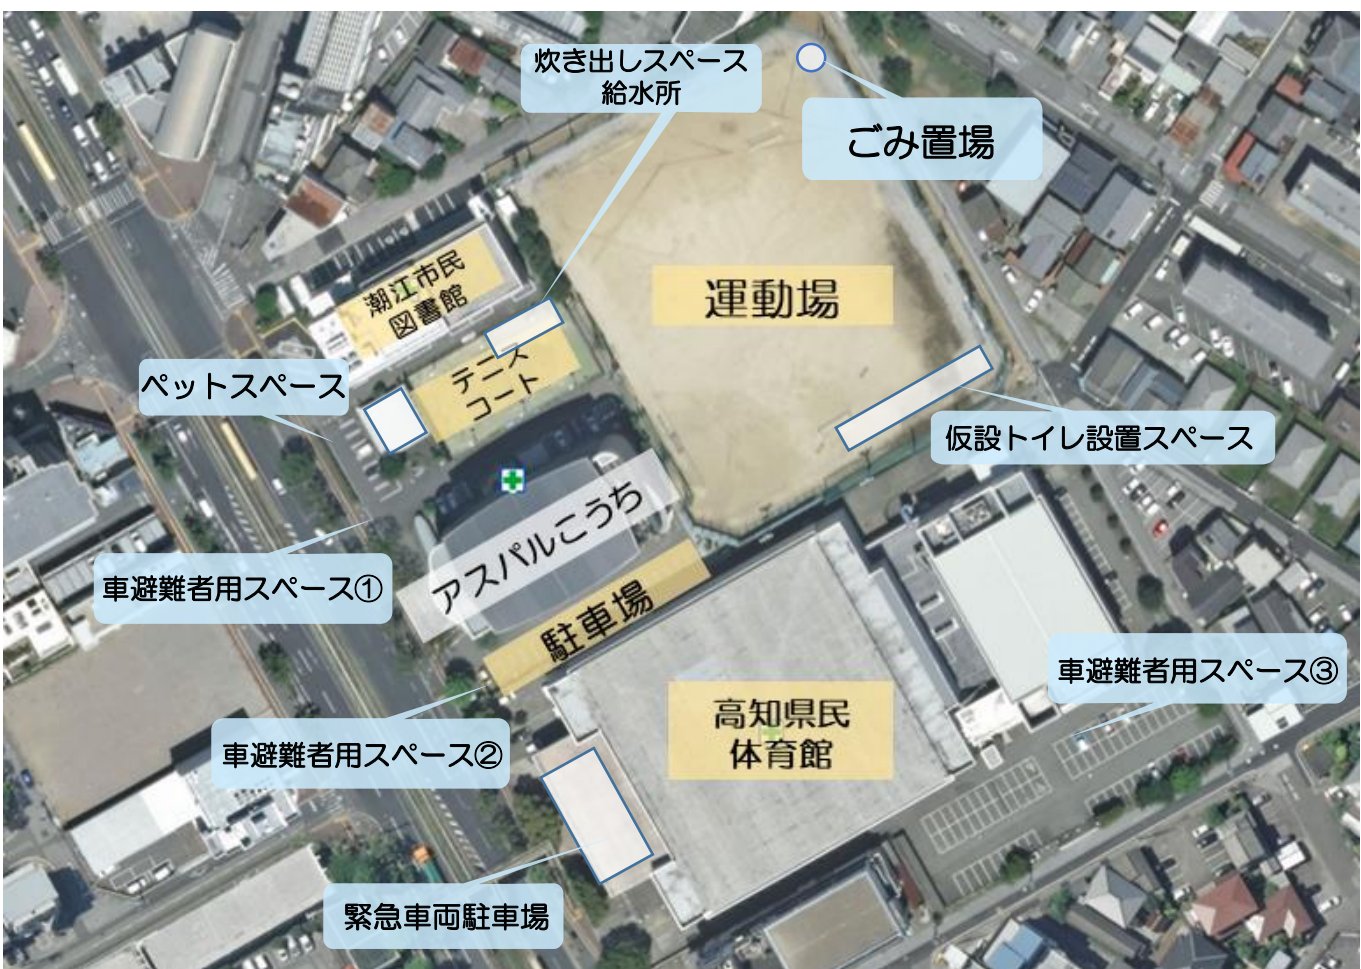 炊き出しスペース
給水所
ごみ置場
潮江市民
図書館
運動場
テニス
コート
ペットスペース
仮設トイレ設置スペース
アスパルこうち
車避難者用スペース①
駐車場
車避難者用スペース③
高知県民
体育館
車避難者用スペース②
緊急車両駐車場